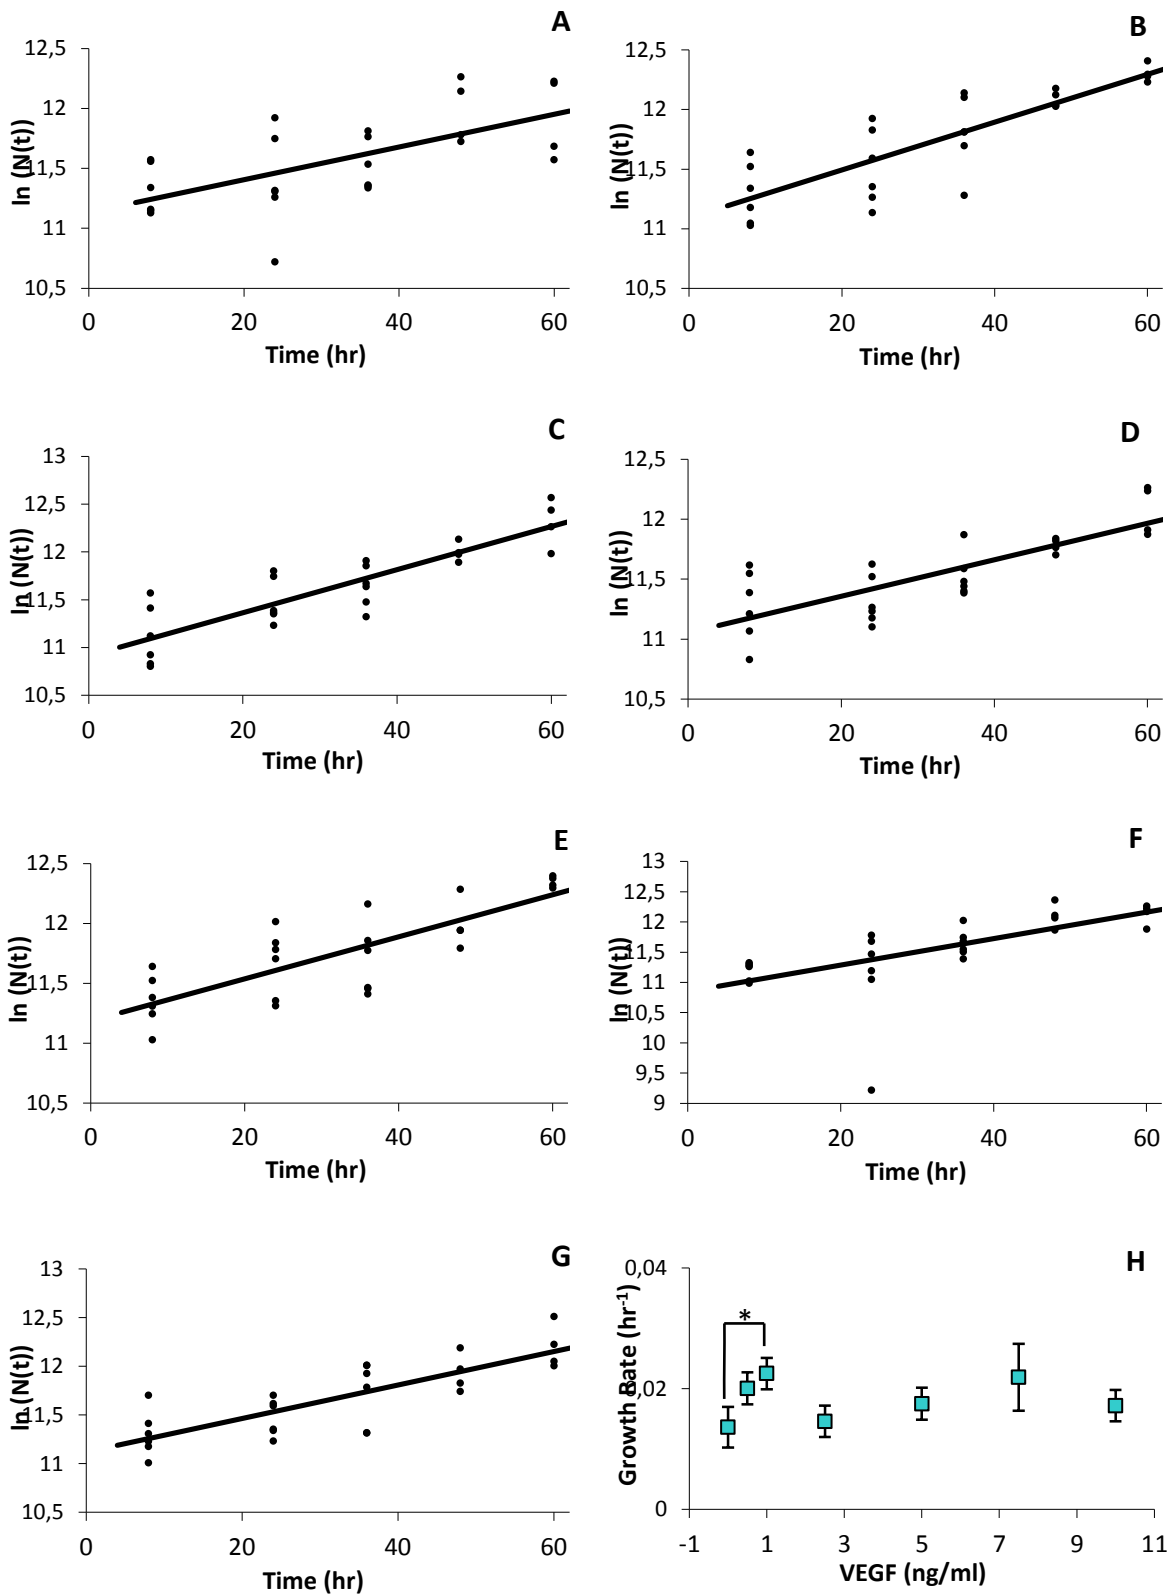 A
12,5
12
11,5
11
10,5
ln (N(t))
0 20 40 60
Time (hr)
B
12,5
12
11,5
11
10,5
ln (N(t))
0 20 40 60
Time (hr)
C
13
12,5
12
11,5
11
10,5
ln (N(t))
0 20 40 60
Time (hr)
D
12,5
12
11,5
11
10,5
ln (N(t))
0 20 40 60
Time (hr)
E
12,5
12
11,5
11
10,5
ln (N(t))
0 20 40 60
Time (hr)
F
13
12,5
12
11,5
11
10,5
10
9,5
9
ln (N(t))
0 20 40 60
Time (hr)
G
13
12,5
12
11,5
11
10,5
ln (N(t))
0 20 40 60
Time (hr)
H
0,04
0,02
0
Growth Rate (hr⁻¹)
*
-1 1 3 5 7 9 11
VEGF (ng/ml)